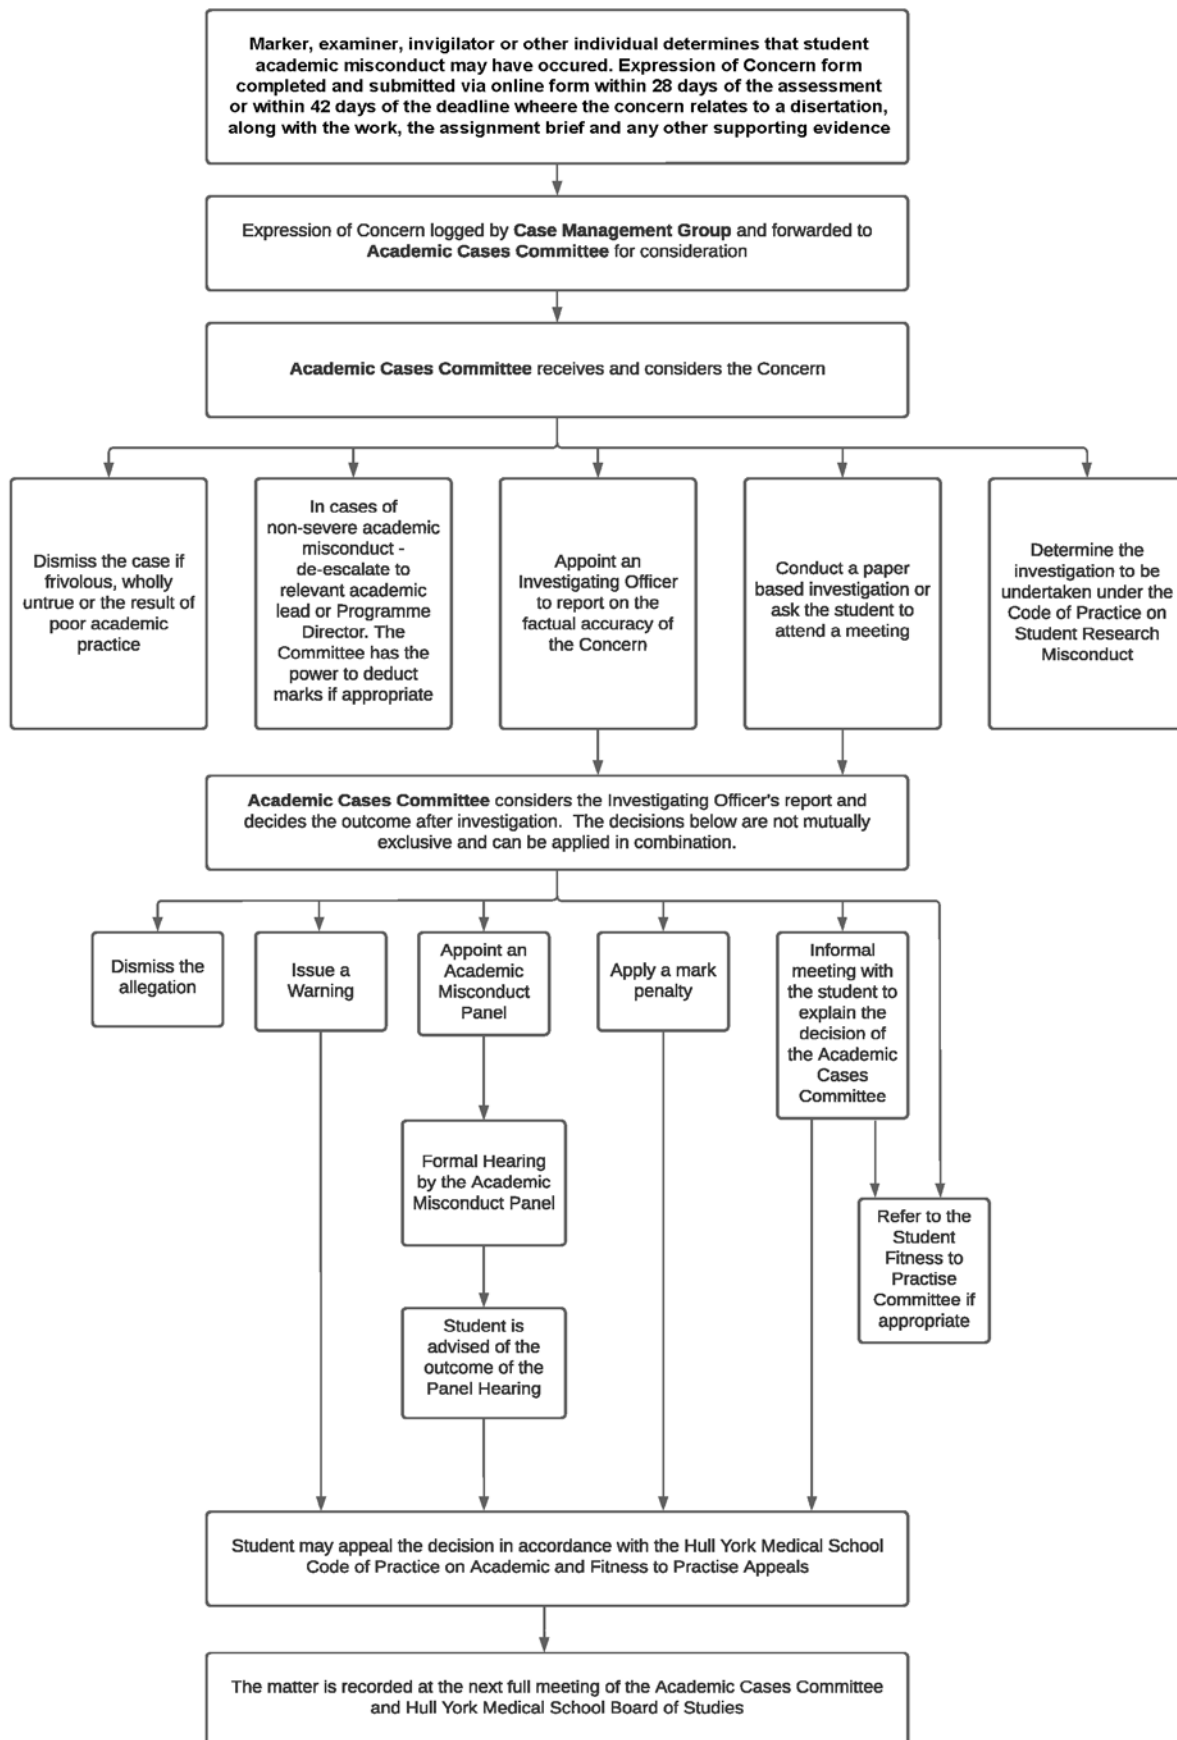 Marker, examiner, invigilator or other individual determines that student
academic misconduct may have occured. Expression of Concern form
completed and submitted via online form within 28 days of the assessment
or within 42 days of the deadline wheere the concern relates to a disertation,
along with the work, the assignment brief and any other supporting evidence
Expression of Concern logged by Case Management Group and forwarded to
Academic Cases Committee for consideration
Academic Cases Committee receives and considers the Concern
Dismiss the case if
frivolous, wholly
untrue or the result of
poor academic
practice
In cases of
non-severe academic
misconduct -
de-escalate to
relevant academic
lead or Programme
Director. The
Committee has the
power to deduct
marks if appropriate
Appoint an
Investigating Officer
to report on the
factual accuracy of
the Concern
Conduct a paper
based investigation or
ask the student to
attend a meeting
Determine the
investigation to be
undertaken under the
Code of Practice on
Student Research
Misconduct
Academic Cases Committee considers the Investigating Officer's report and
decides the outcome after investigation. The decisions below are not mutually
exclusive and can be applied in combination.
Dismiss the
allegation
Issue a
Warning
Appoint an
Academic
Misconduct
Panel
Apply a mark
penalty
Informal
meeting with
the student to
explain the
decision of
the Academic
Cases
Committee
Formal Hearing
by the Academic
Misconduct Panel
Refer to the
Student
Fitness to
Practise
Committee if
appropriate
Student is
advised of the
outcome of the
Panel Hearing
Student may appeal the decision in accordance with the Hull York Medical School
Code of Practice on Academic and Fitness to Practise Appeals
The matter is recorded at the next full meeting of the Academic Cases Committee
and Hull York Medical School Board of Studies